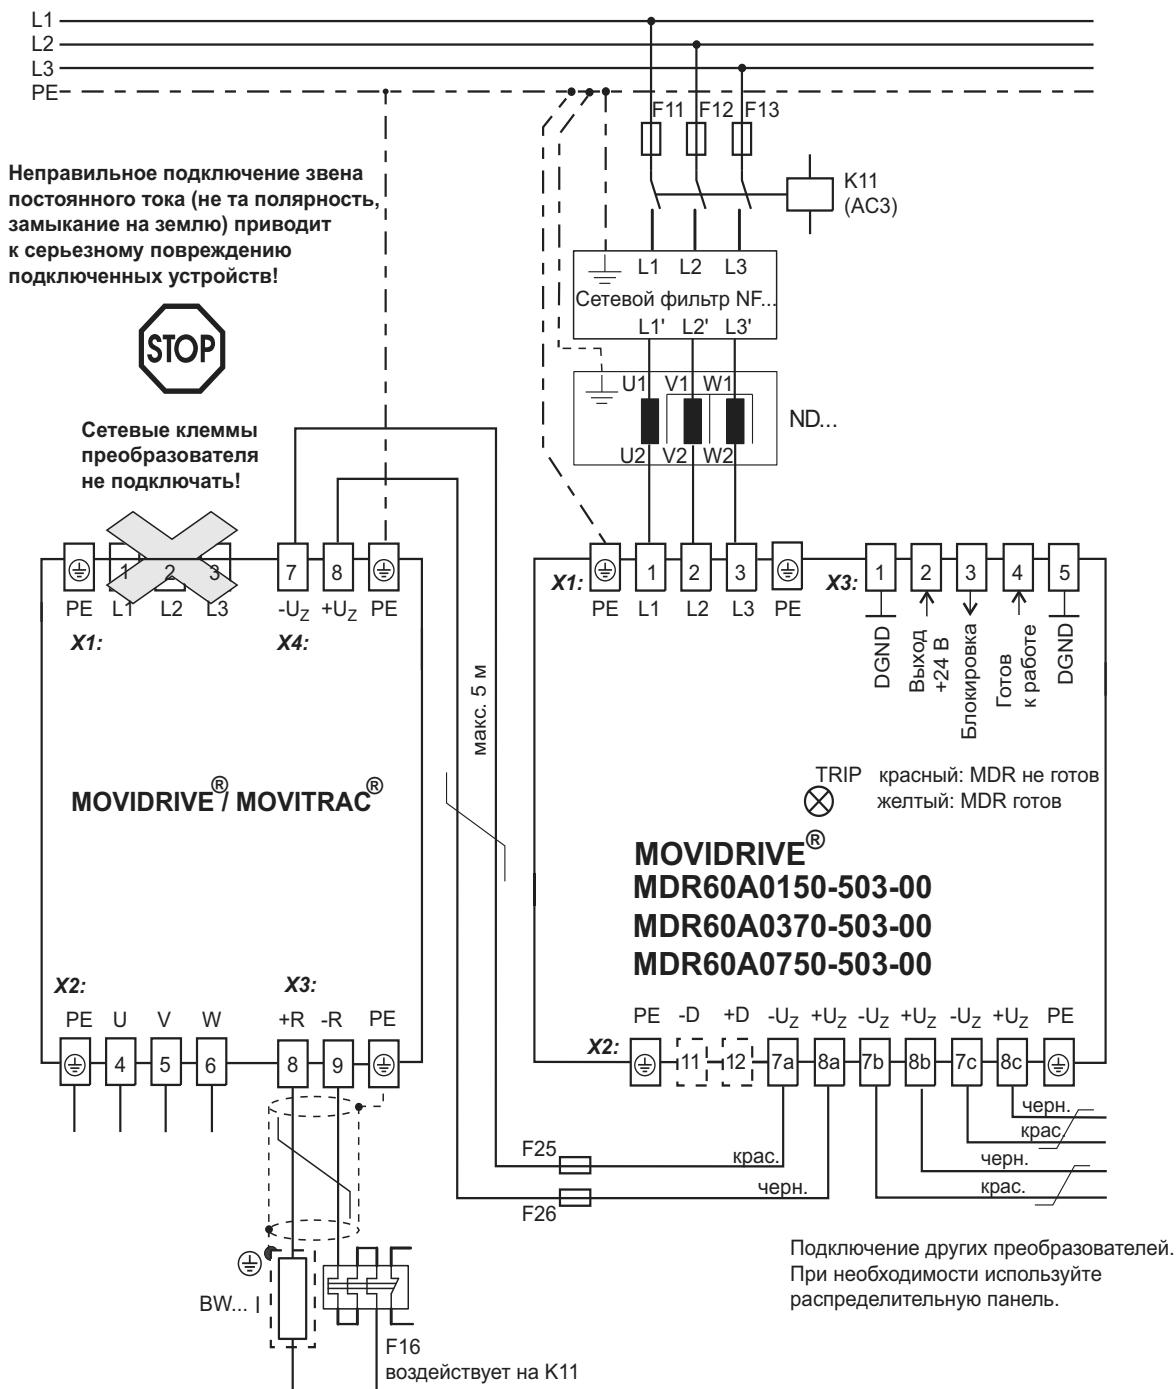 L1
L2
L3
PE
F11 F12 F13
K11
(AC3)
Неправильное подключение звена
постоянного тока (не та полярность,
замыкание на землю) приводит
к серьезному повреждению
подключенных устройств!
STOP
Сетевые клеммы
преобразователя
не подключать!
L1 L2 L3
Сетевой фильтр NF...
L1' L2' L3'
U1 V1 W1
ND...
U2 V2 W2
1 2 3 7 8
PE L1 L2 L3 -UZ +UZ PE
X1: X4:
X1: 1 2 3
PE L1 L2 L3 PE
X3: 1 2 3 4 5
DGND
Выход
+24 В
Блокировка
Готов
к работе
DGND
макс. 5 м
MOVIDRIVE® / MOVITRAC®
TRIP красный: MDR не готов
желтый: MDR готов
MOVIDRIVE®
MDR60A0150-503-00
MDR60A0370-503-00
MDR60A0750-503-00
X2: X3:
PE U V W +R -R PE
4 5 6 8 9
PE -D +D -UZ +UZ -UZ +UZ -UZ +UZ PE
X2: 11 12 7a 8a 7b 8b 7c 8c
черн.
крас.
черн.
крас.
F25 крас.
черн.
F26
BW...
F16
воздействует на K11
Подключение других преобразователей.
При необходимости используйте
распределительную панель.